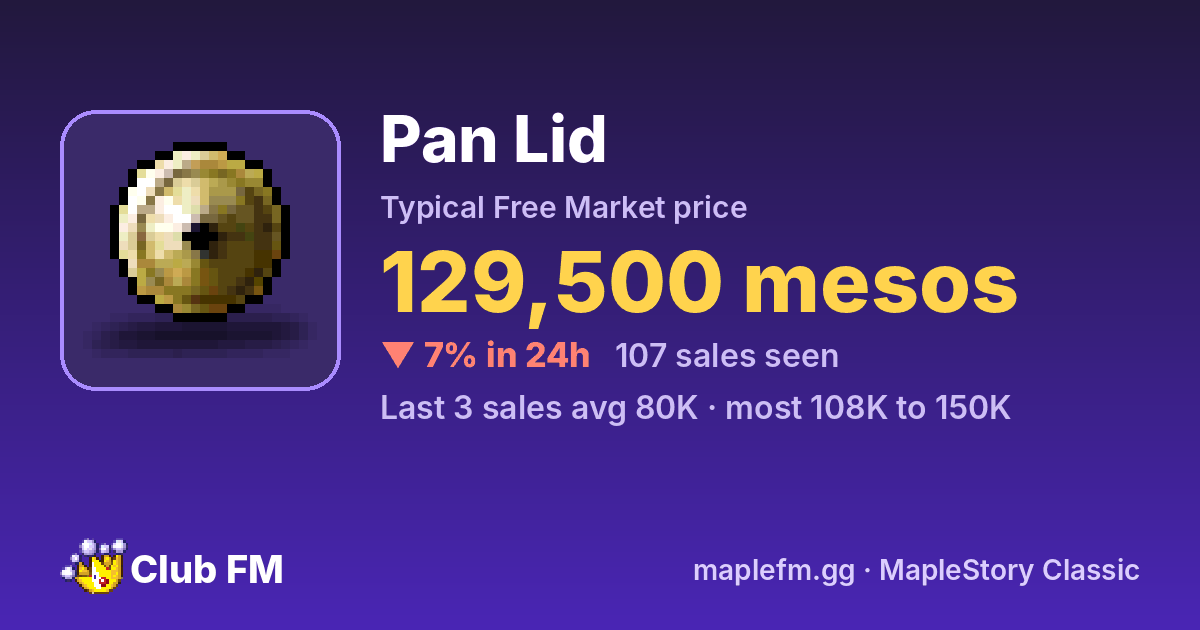 Pan Lid
Typical Free Market price
129,500 mesos
▼ 7% in 24h 107 sales seen
Last 3 sales avg 80K · most 108K to 150K
Club FM
maplefm.gg · MapleStory Classic